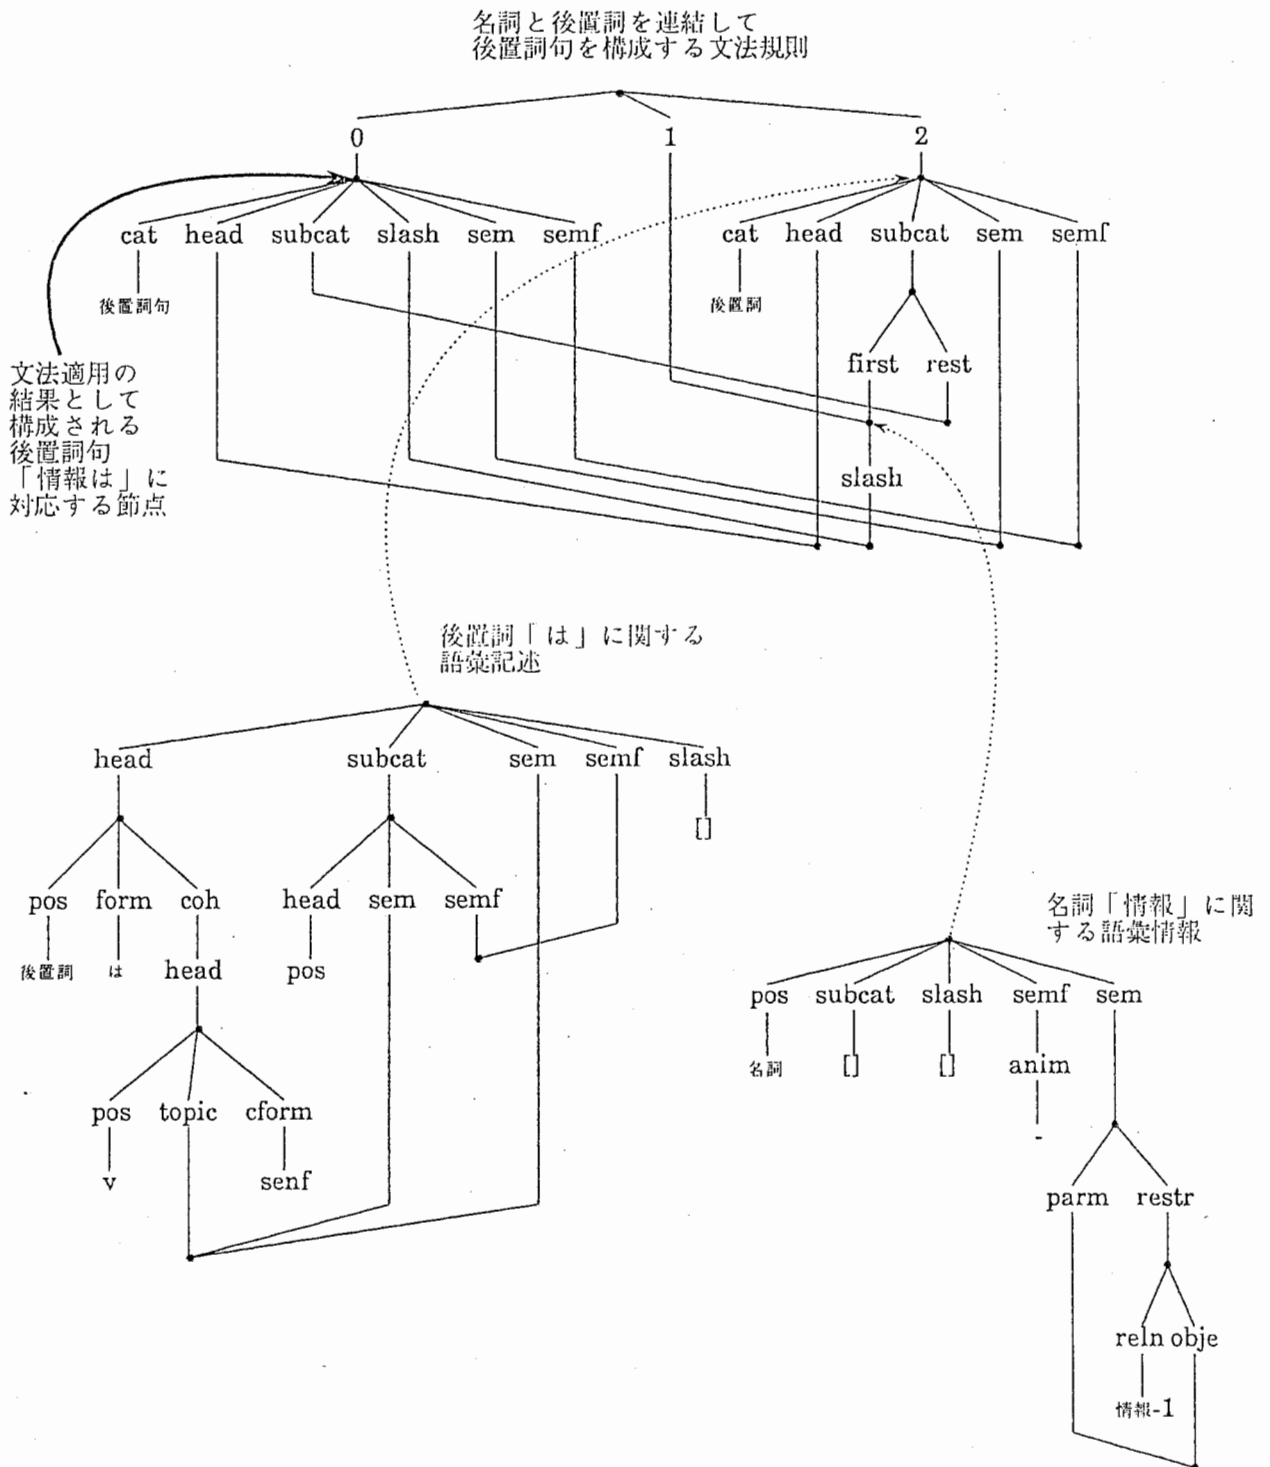 名詞と後置詞を連結して
後置詞句を構成する文法規則
0 1 2
cat head subcat slash sem semf cat head subcat sem semf
後置詞句 後置詞
first rest
文法適用の
結果として
構成される
後置詞句
「情報は」に
対応する節点
slash
後置詞「は」に関する
語彙記述
head subcat sem semf slash
[]
pos form coh head sem semf
後置詞 は head pos
名詞「情報」に関
する語彙情報
pos subcat slash semf sem
名詞 [] [] anim
-
pos topic cform
v senf
parm restr
reln obje
情報-1